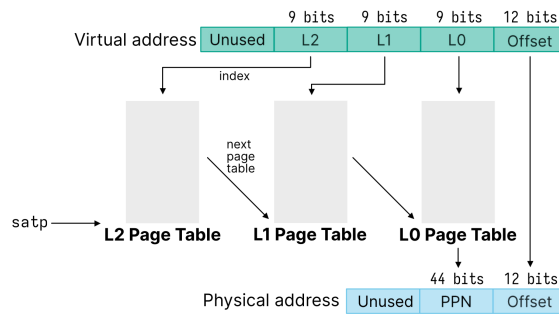 9 bits 9 bits 9 bits 12 bits
Virtual address Unused L2 L1 L0 Offset
index
next
page
table
satp
L2 Page Table L1 Page Table L0 Page Table
44 bits 12 bits
Physical address Unused PPN Offset